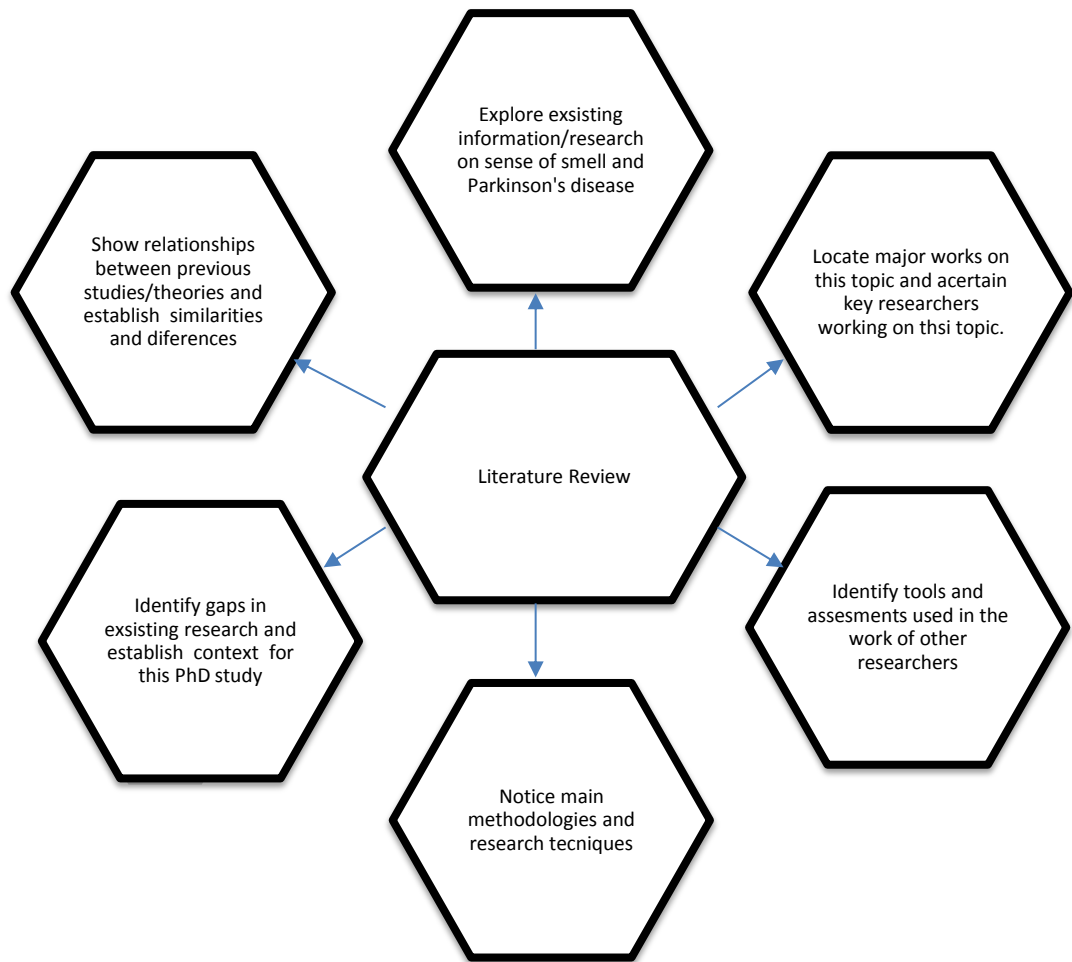 Explore exsisting
information/research
on sense of smell and
Parkinson's disease
Show relationships
between previous
studies/theories and
establish  similarities
and diferences
Locate major works on
this topic and acertain
key researchers
working on thsi topic.
Literature Review
Identify gaps in
exsisting research and
establish  context  for
this PhD study
Identify tools and
assesments used in the
work of other
researchers
Notice main
methodologies and
research tecniques